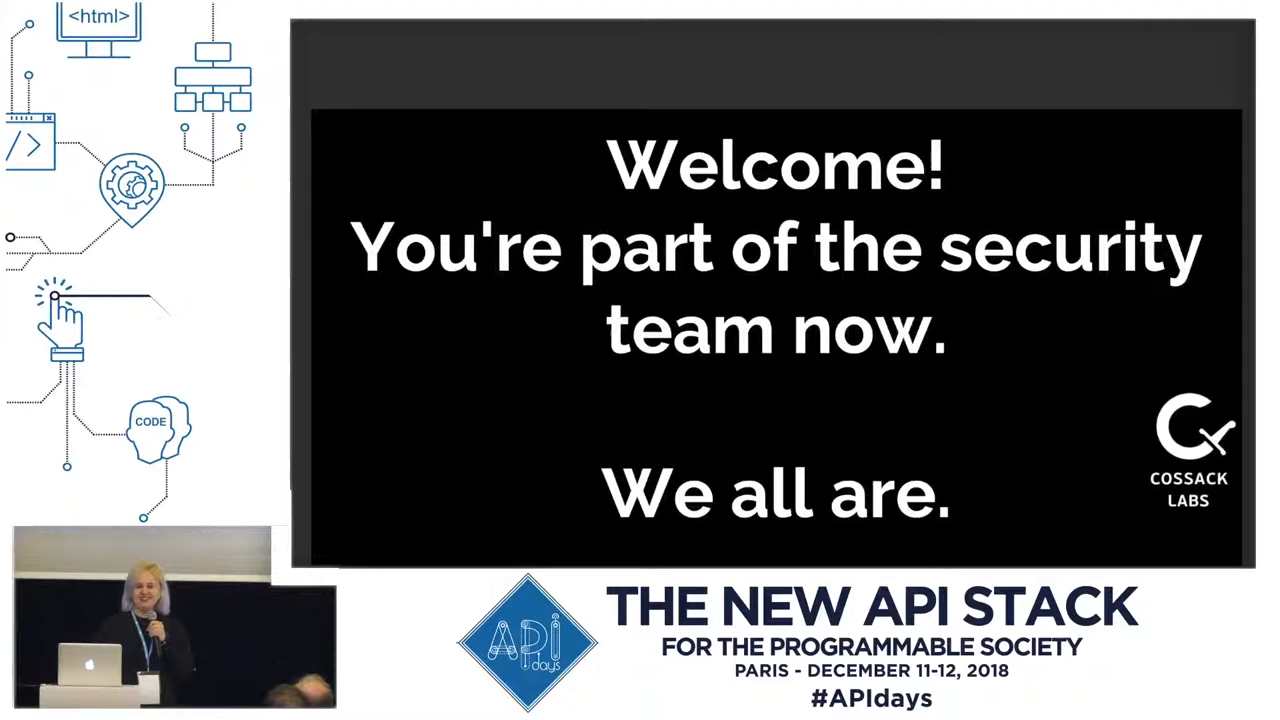 <html>
/>
CODE
Welcome!
You're part of the security
team now.
We all are.
COSSACK
LABS
API
days
THE NEW API STACK
FOR THE PROGRAMMABLE SOCIETY
PARIS - DECEMBER 11-12, 2018
#APIdays